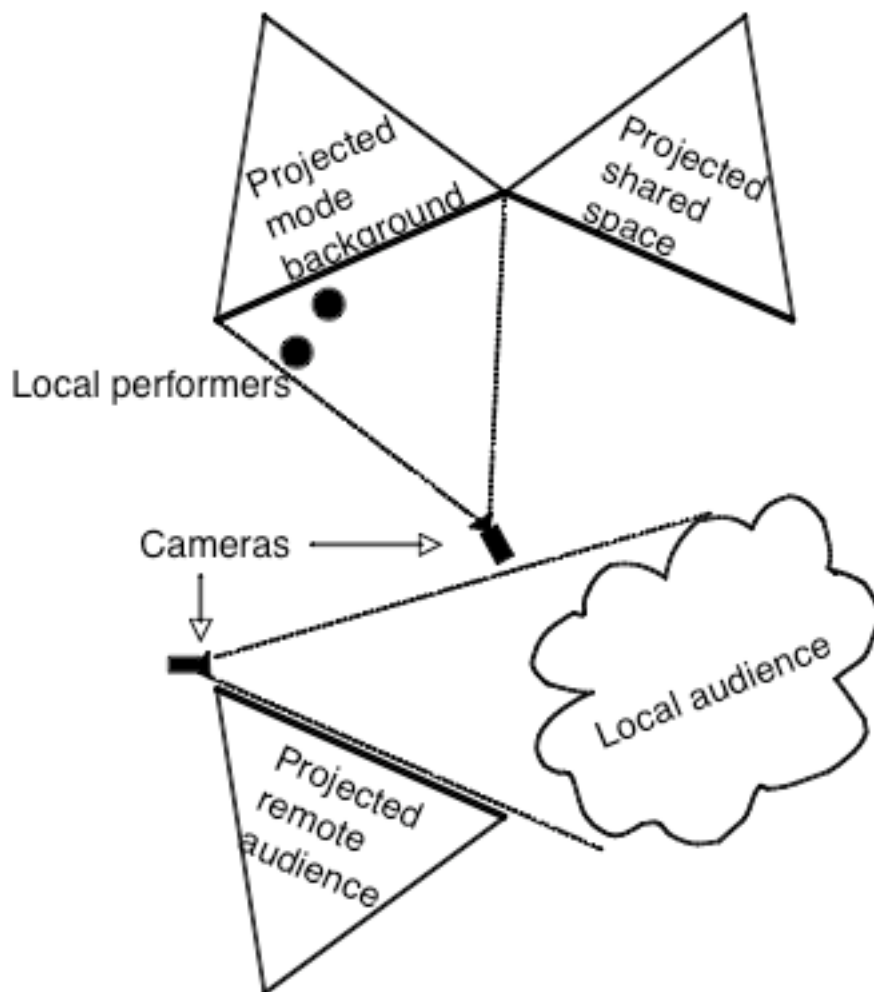 Projected
mode
background
Projected
shared
space
Local performers
Cameras
Local audience
Projected
remote
audience